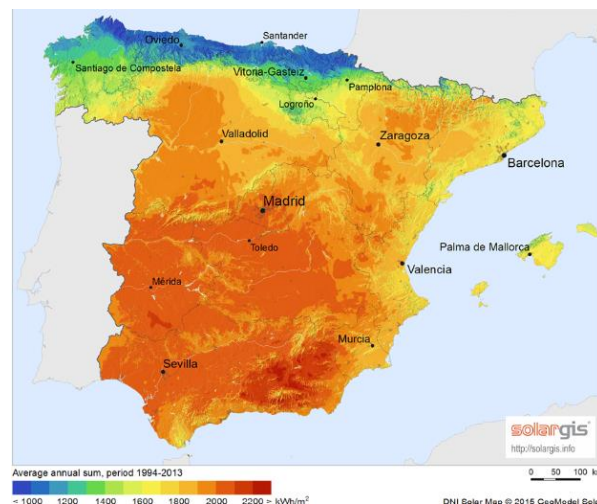 Santander
Oviedo
Santiago de Compostela
Vitoria-Gasteiz
Pamplona
Logroño
Valladolid
Zaragoza
Barcelona
Madrid
Toledo
Palma de Mallorca
Valencia
Mérida
Murcia
Sevilla
solargis
http://solargis.info
Average annual sum, period 1994-2013
0 50 100 k
< 1000 1200 1400 1600 1800 2000 2200 > kWh/m²
DNI Solar Map © 2015 GeoModel Sola